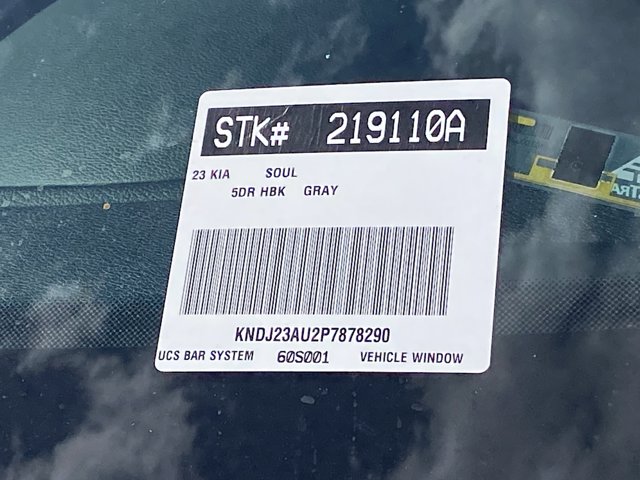 STK# 219110A
23 KIA SOUL
5DR HBK GRAY
KNDJ23AU2P7878290
UCS BAR SYSTEM 60S001 VEHICLE WINDOW